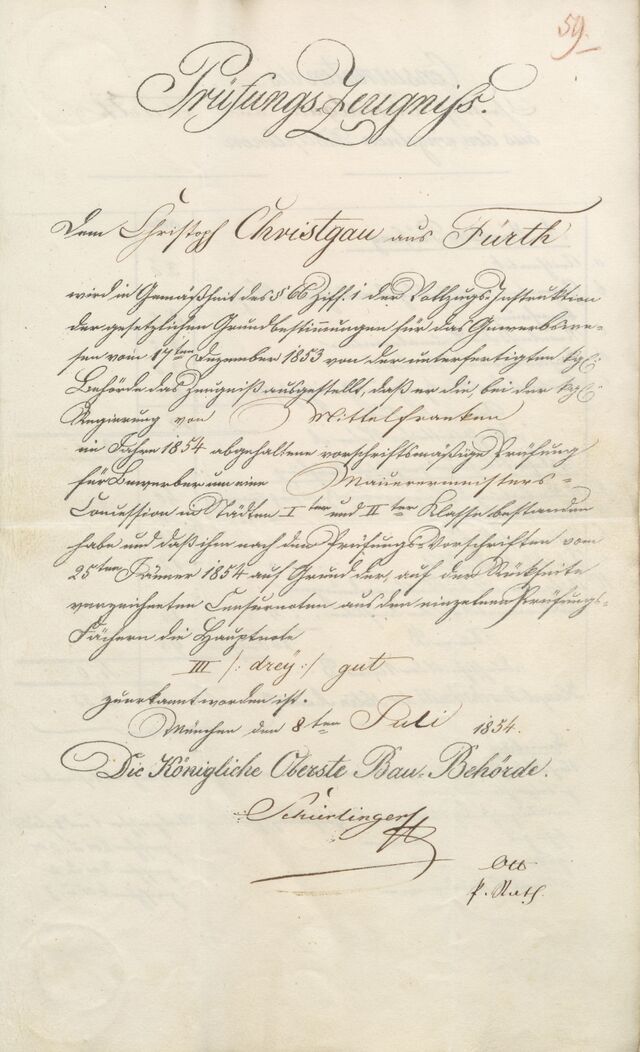 59.
Prüfungs-Zeugniss.
Dem Christoph Christgau aus Fürth
wird in Gemäßheit des § 66 Ziff. 1 der Vollzugs-Instruktion
der gesetzlichen Grundbestimmungen für das Gewerbswe-
sen vom 17ten Dezember 1853 von der unterfertigten kgl.
Behörde das Zeugniß ausgestellt, daß er die, bei der kgl.
Regierung von Mittelfranken
im Jahre 1854 abgehaltene vorschriftsmäßige Prüfung
für Bewerber um eine Maurermeisters-
Concession in Städten Iter und IIter Klasse bestanden
habe und daß ihm nach den Prüfungs-Vorschriften vom
25ten Jänner 1854 auf Grund der, auf der Rückseite
verzeichneten Censurnoten aus den einzelnen Prüfungs-
Fächern die Hauptnote
III /: drey :/ gut
zuerkannt worden ist.
München den 8ten Juli 1854.
Die Königliche Oberste Bau-Behörde.